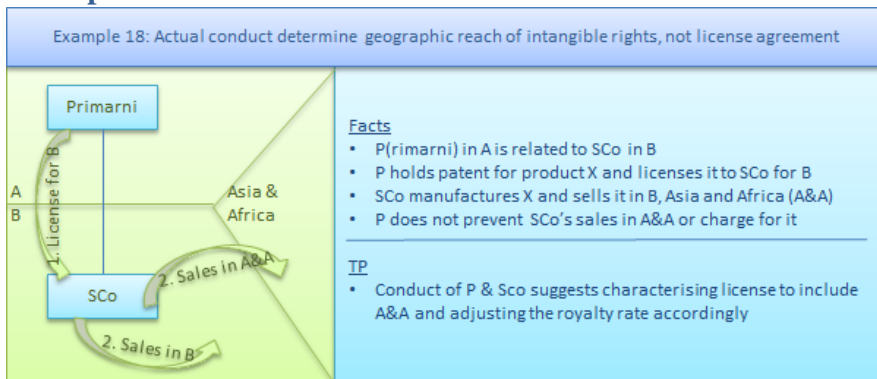 Example 18: Actual conduct determine geographic reach of intangible rights, not license agreement
Primarni
1. License for B
A
B
Asia &
Africa
SCo
2. Sales in A&A
2. Sales in B
Facts
• P(rimarni) in A is related to SCo in B
• P holds patent for product X and licenses it to SCo for B
• SCo manufactures X and sells it in B, Asia and Africa (A&A)
• P does not prevent SCo's sales in A&A or charge for it
TP
• Conduct of P & Sco suggests characterising license to include
A&A and adjusting the royalty rate accordingly